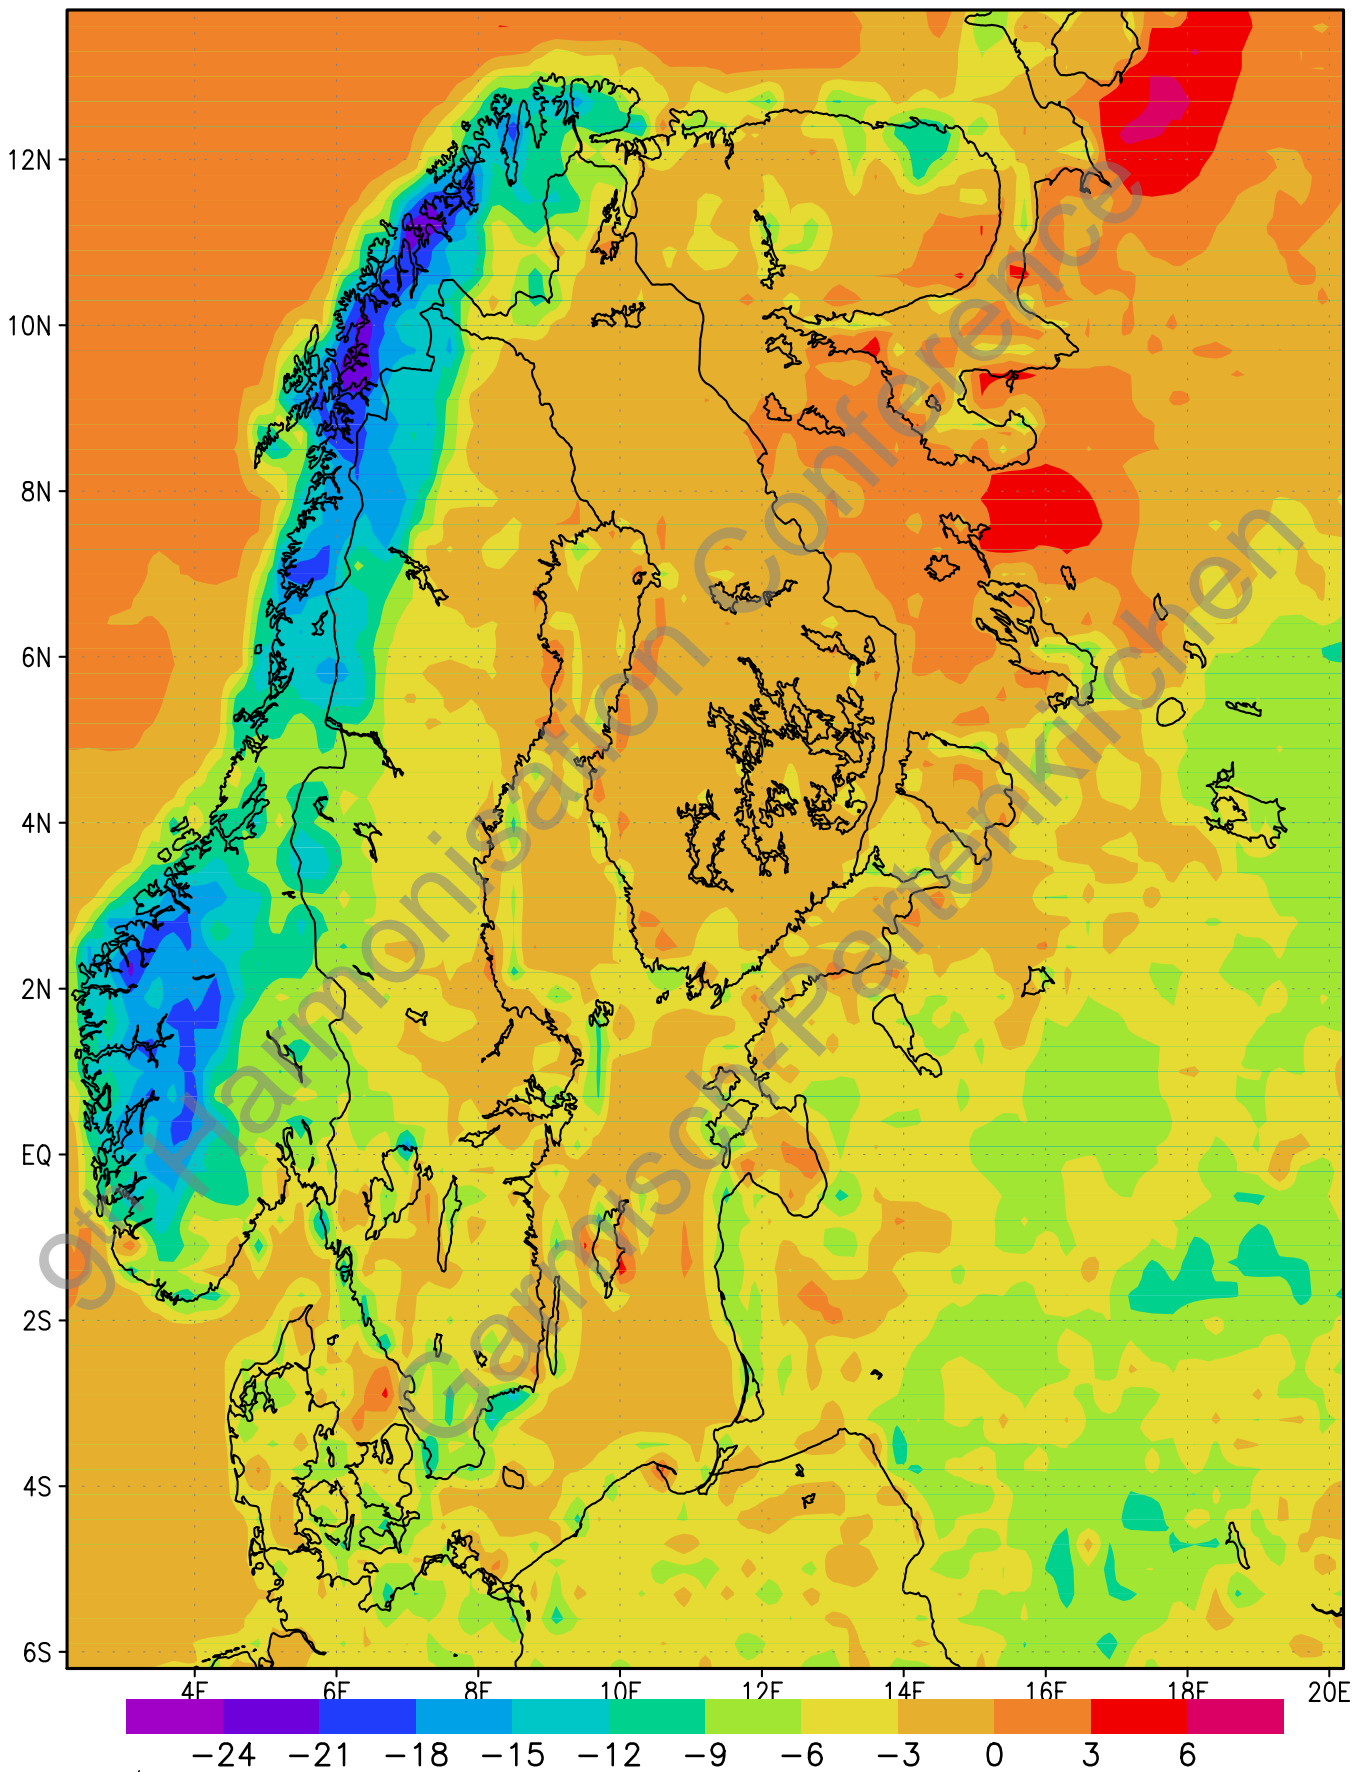 12N
10N
8N
6N
4N
2N
EQ
2S
4S
6S
4E 6E 8E 10E 12E 14E 16E 18E 20E
-24 -21 -18 -15 -12 -9 -6 -3 0 3 6
9th Harmonisation Conference
Garmisch-Partenkirchen